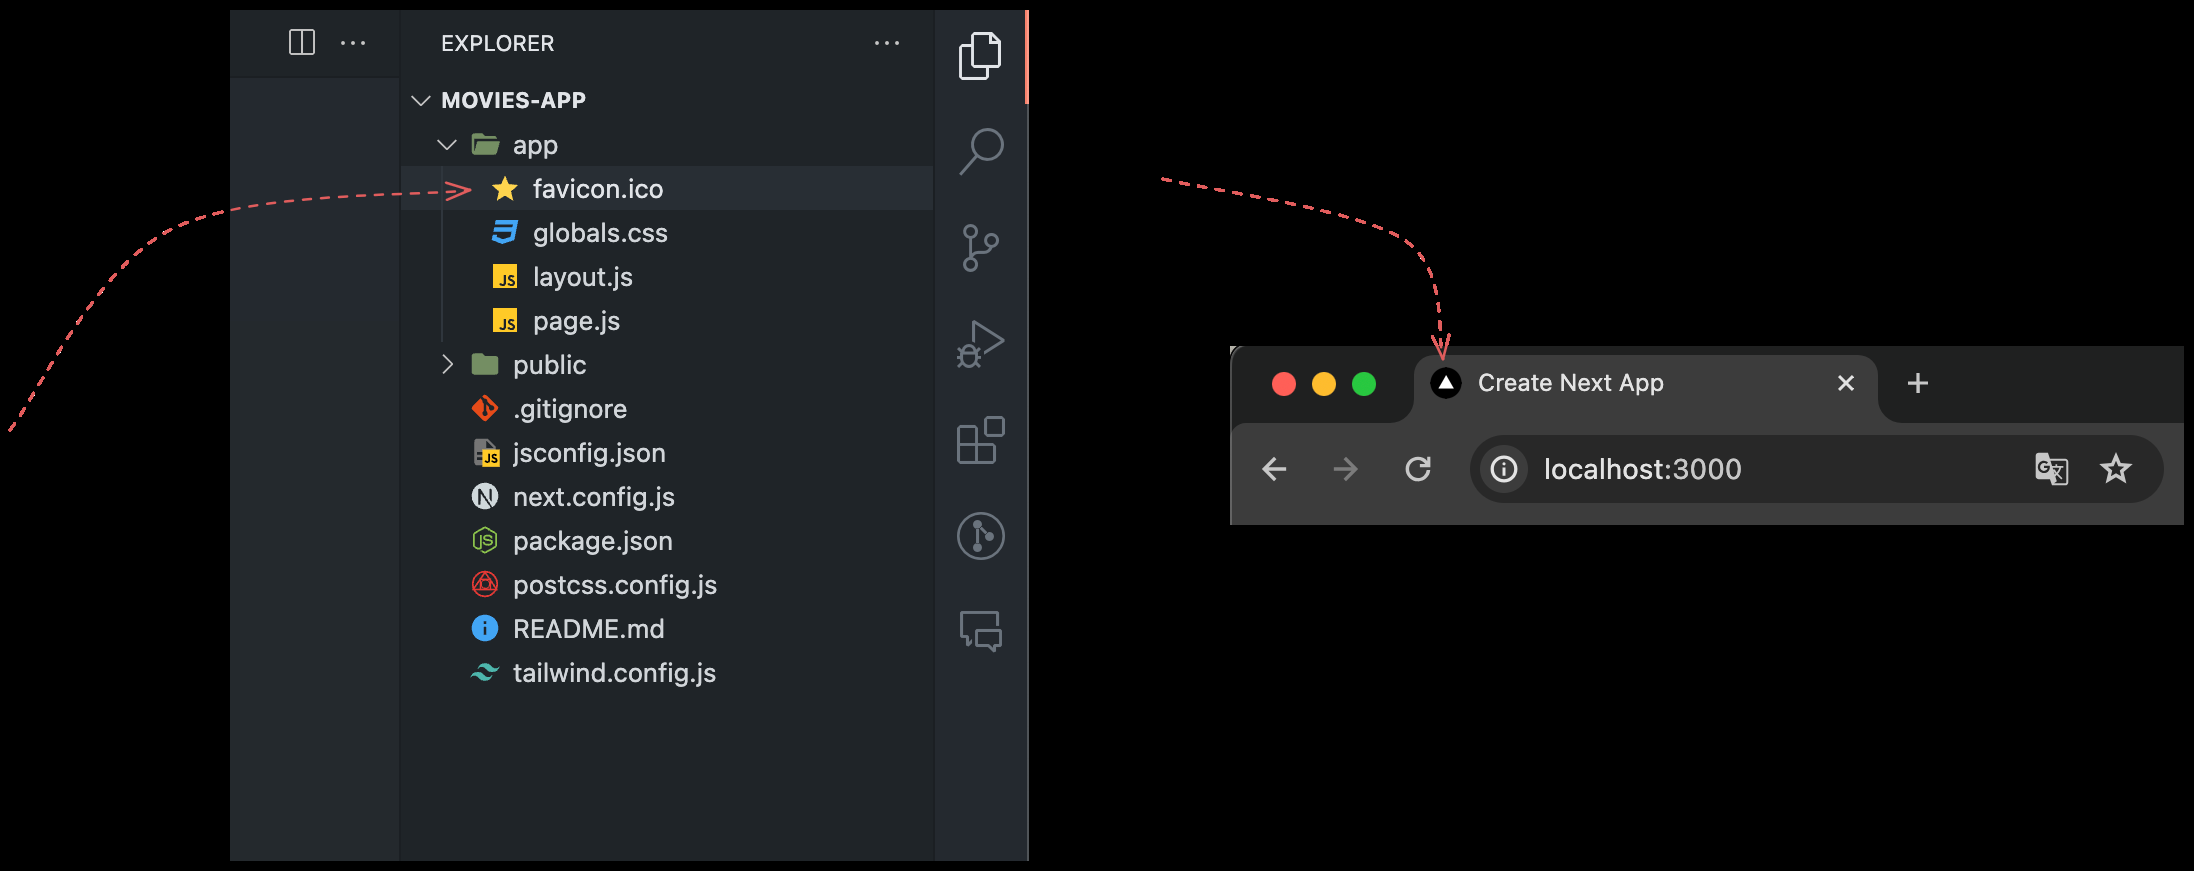 EXPLORER
MOVIES-APP
app
favicon.ico
globals.css
layout.js
page.js
public
.gitignore
jsconfig.json
next.config.js
package.json
postcss.config.js
README.md
tailwind.config.js
Create Next App
localhost:3000